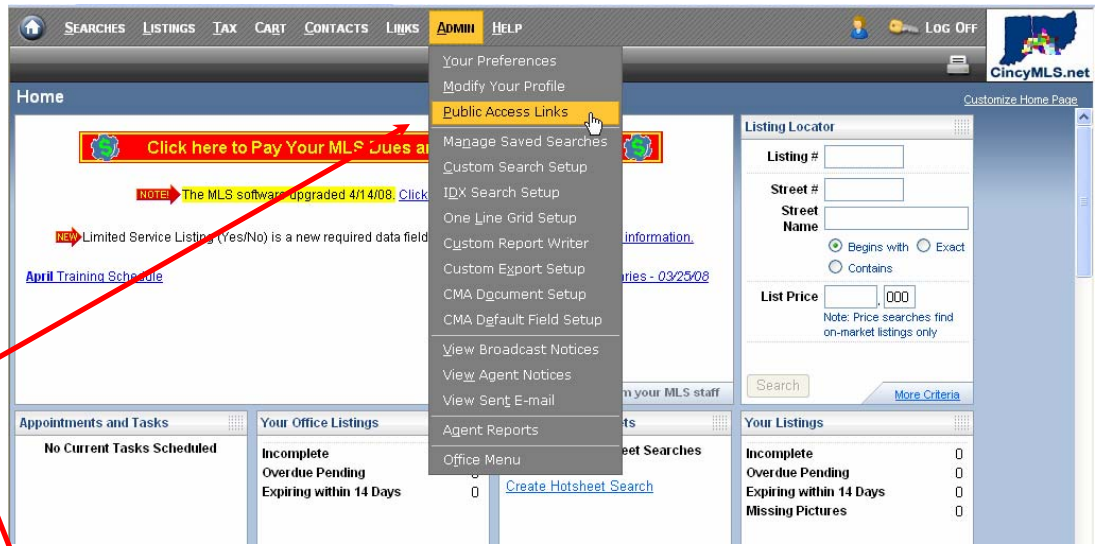 SEARCHES LISTINGS TAX CART CONTACTS LINKS ADMIN HELP LOG OFF
CincyMLS.net
Home
Customize Home Page
Your Preferences
Modify Your Profile
Public Access Links
Manage Saved Searches
Custom Search Setup
IDX Search Setup
One Line Grid Setup
Custom Report Writer
Custom Export Setup
CMA Document Setup
CMA Default Field Setup
View Broadcast Notices
View Agent Notices
View Sent E-mail
Agent Reports
Office Menu
Click here to Pay Your MLS Dues
NOTE! The MLS software upgraded 4/14/08. Click
NEW Limited Service Listing (Yes/No) is a new required data field information.
April Training Schedule - 03/25/08
your MLS staff
Listing Locator
Listing #
Street #
Street
Name
Begins with Exact
Contains
List Price , 000
Note: Price searches find
on-market listings only
Search More Criteria
Appointments and Tasks
No Current Tasks Scheduled
Your Office Listings
Incomplete
Overdue Pending 0
Expiring within 14 Days 0
Searches
Create Hotsheet Search
Your Listings
Incomplete 0
Overdue Pending 0
Expiring within 14 Days 0
Missing Pictures 0